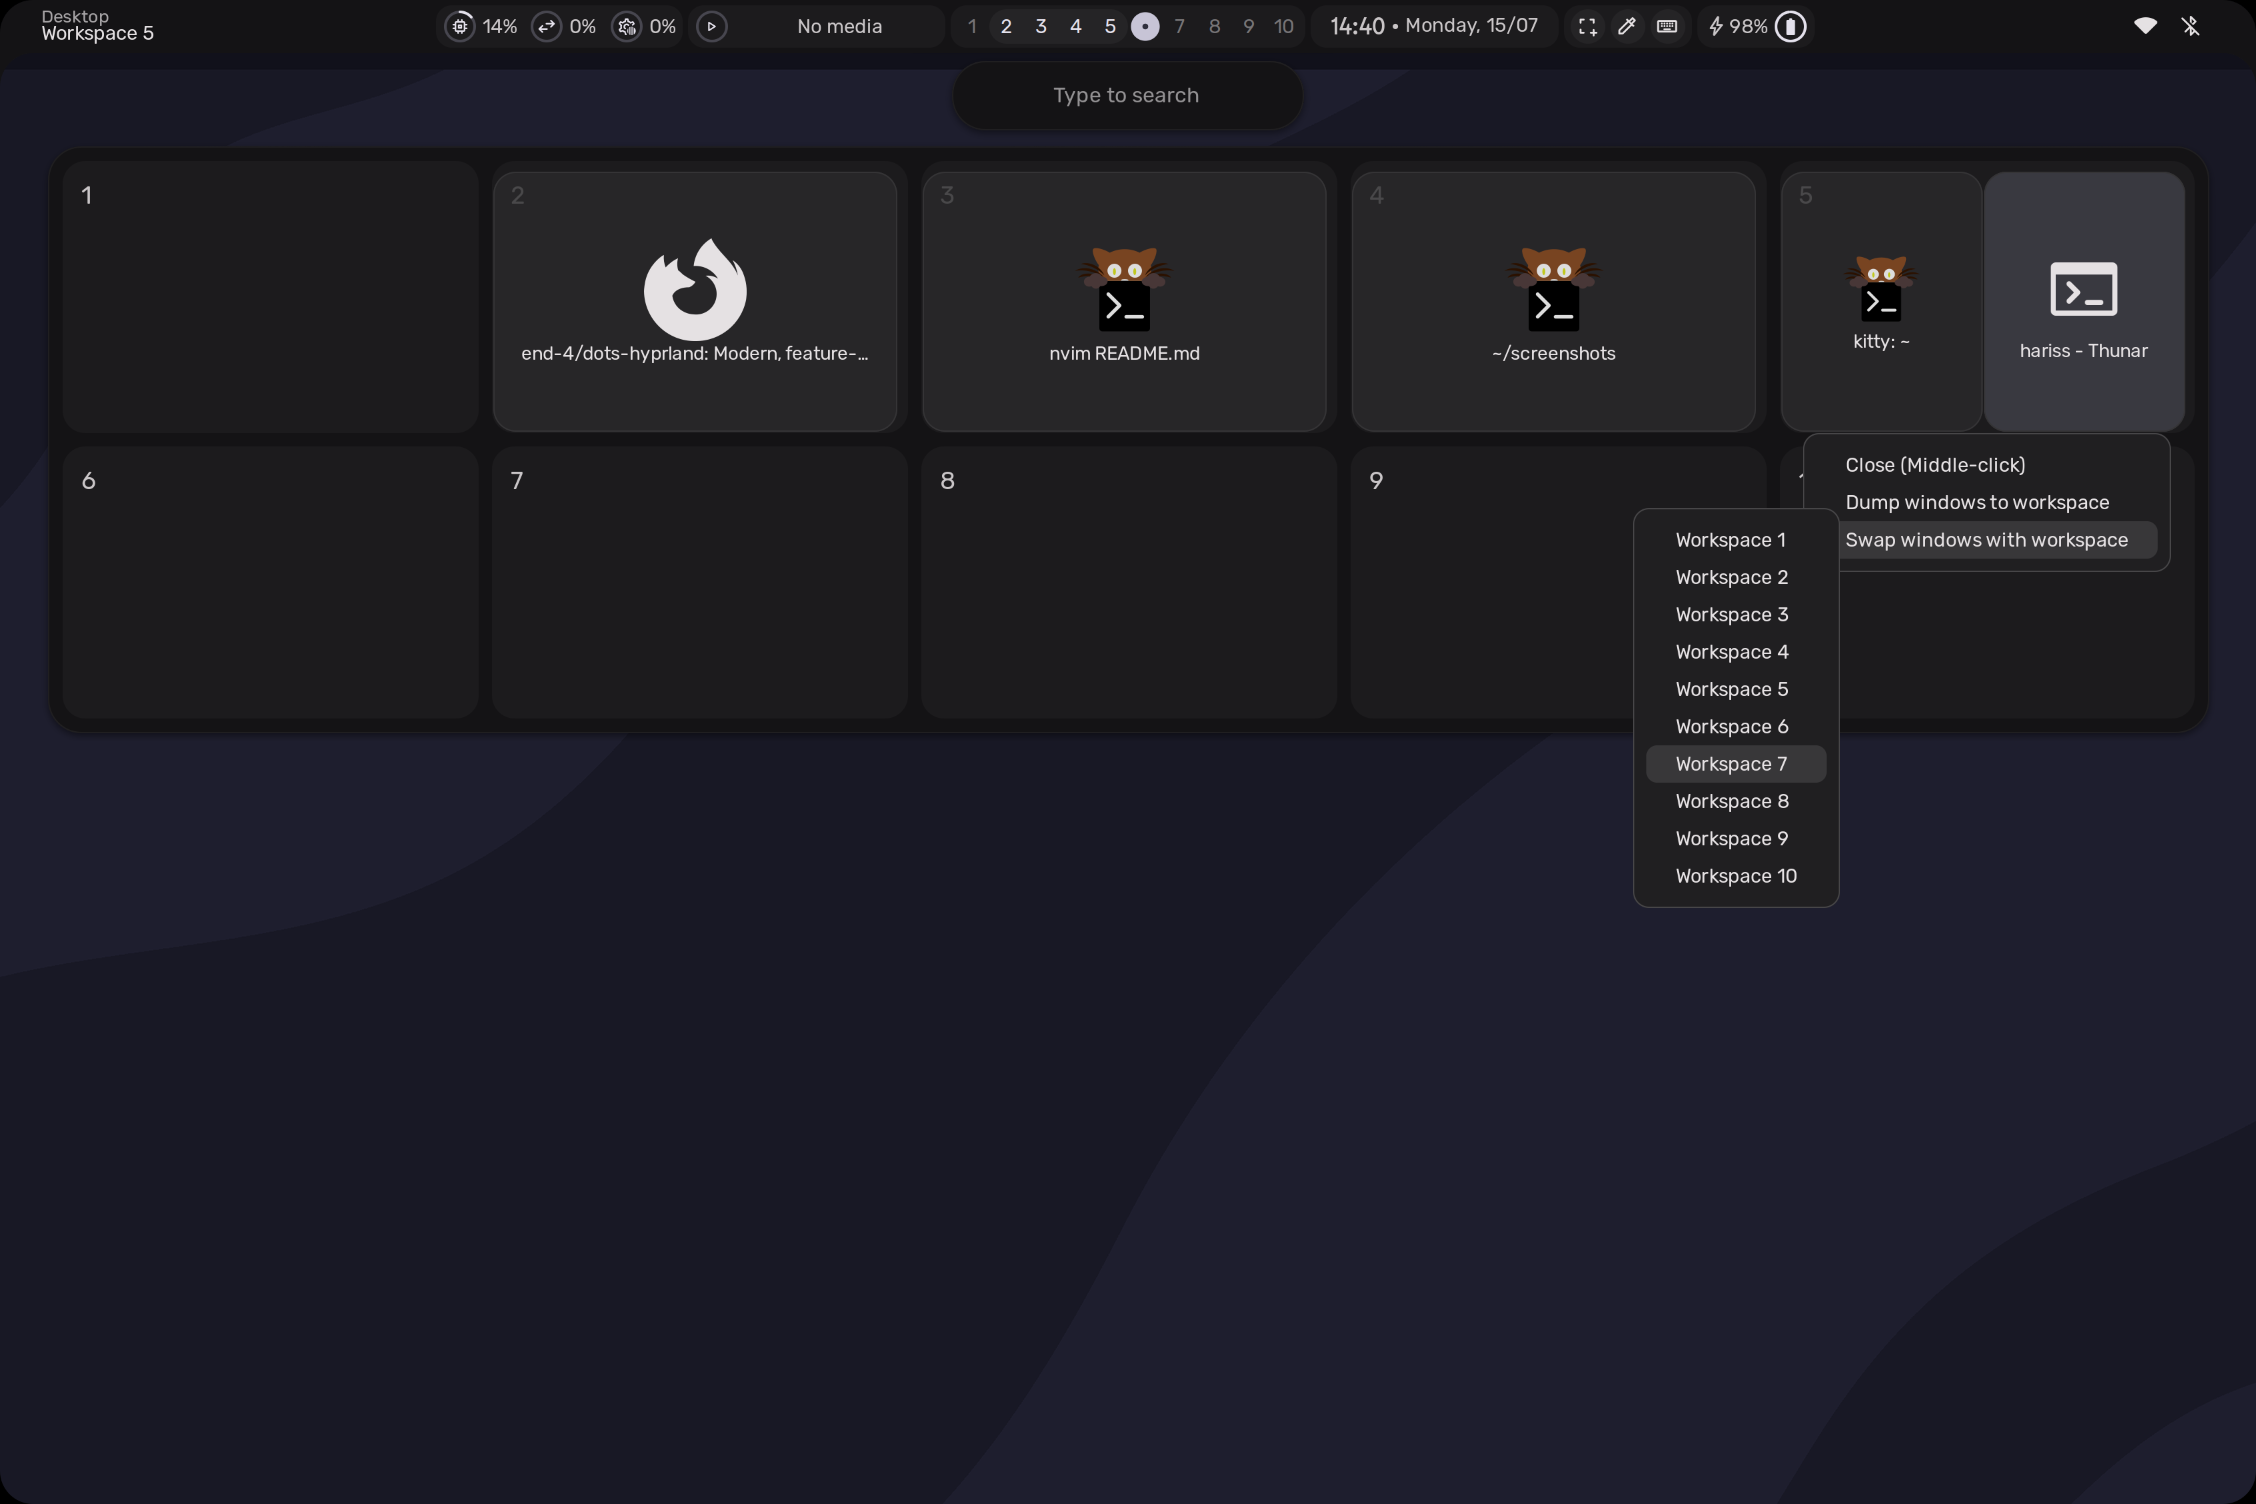 Desktop
Workspace 5
14% 0% 0%
No media
1 2 3 4 5 7 8 9 10
14:40 • Monday, 15/07
98%
Type to search
1
2
end-4/dots-hyprland: Modern, feature-...
3
nvim README.md
4
~/screenshots
5
kitty: ~
hariss - Thunar
6
7
8
9
Close (Middle-click)
Dump windows to workspace
Swap windows with workspace
Workspace 1
Workspace 2
Workspace 3
Workspace 4
Workspace 5
Workspace 6
Workspace 7
Workspace 8
Workspace 9
Workspace 10